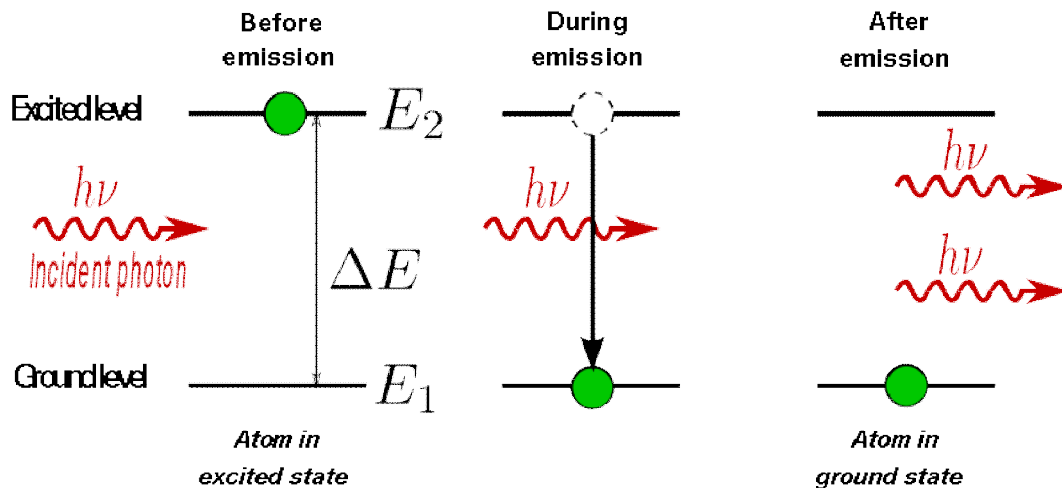 Before
emission
During
emission
After
emission
Excited level
E₂
hν
Incident photon
ΔE
hν
hν
hν
Ground level
E₁
Atom in
excited state
Atom in
ground state